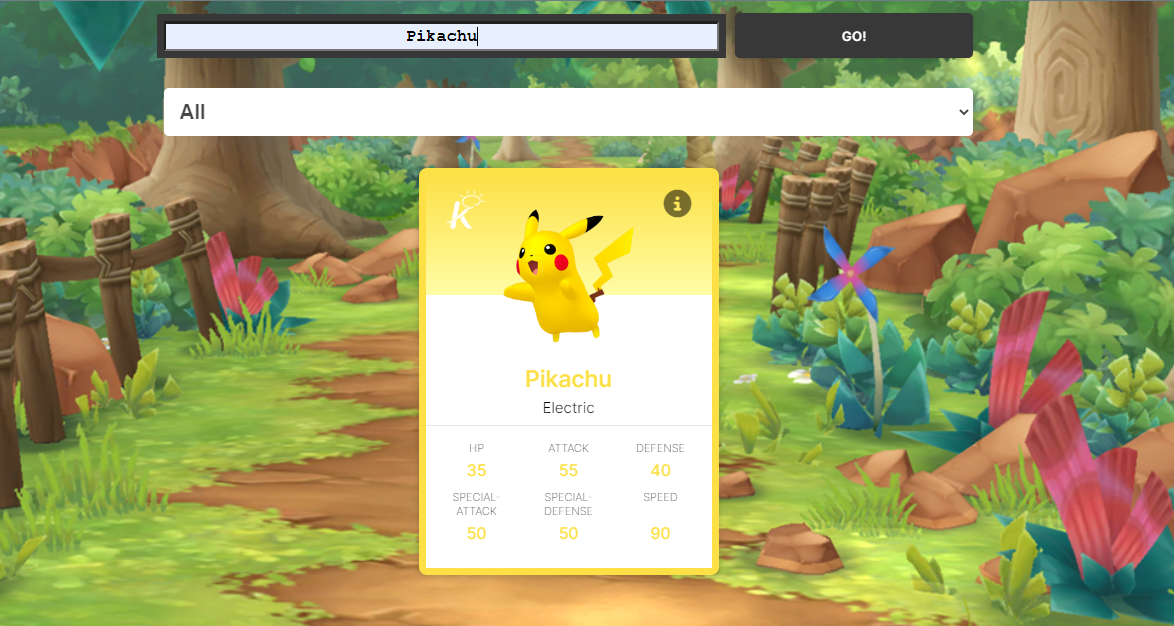 Pikachu
GO!
All
K
i
Pikachu
Electric
HP ATTACK DEFENSE
35 55 40
SPECIAL- SPECIAL- SPEED
ATTACK DEFENSE
50 50 90